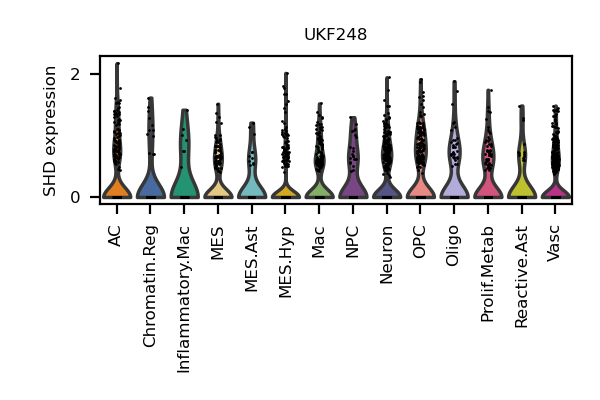 UKF248
SHD expression
2
0
AC
Chromatin.Reg
Inflammatory.Mac
MES
MES.Ast
MES.Hyp
Mac
NPC
Neuron
OPC
Oligo
Prolif.Metab
Reactive.Ast
Vasc